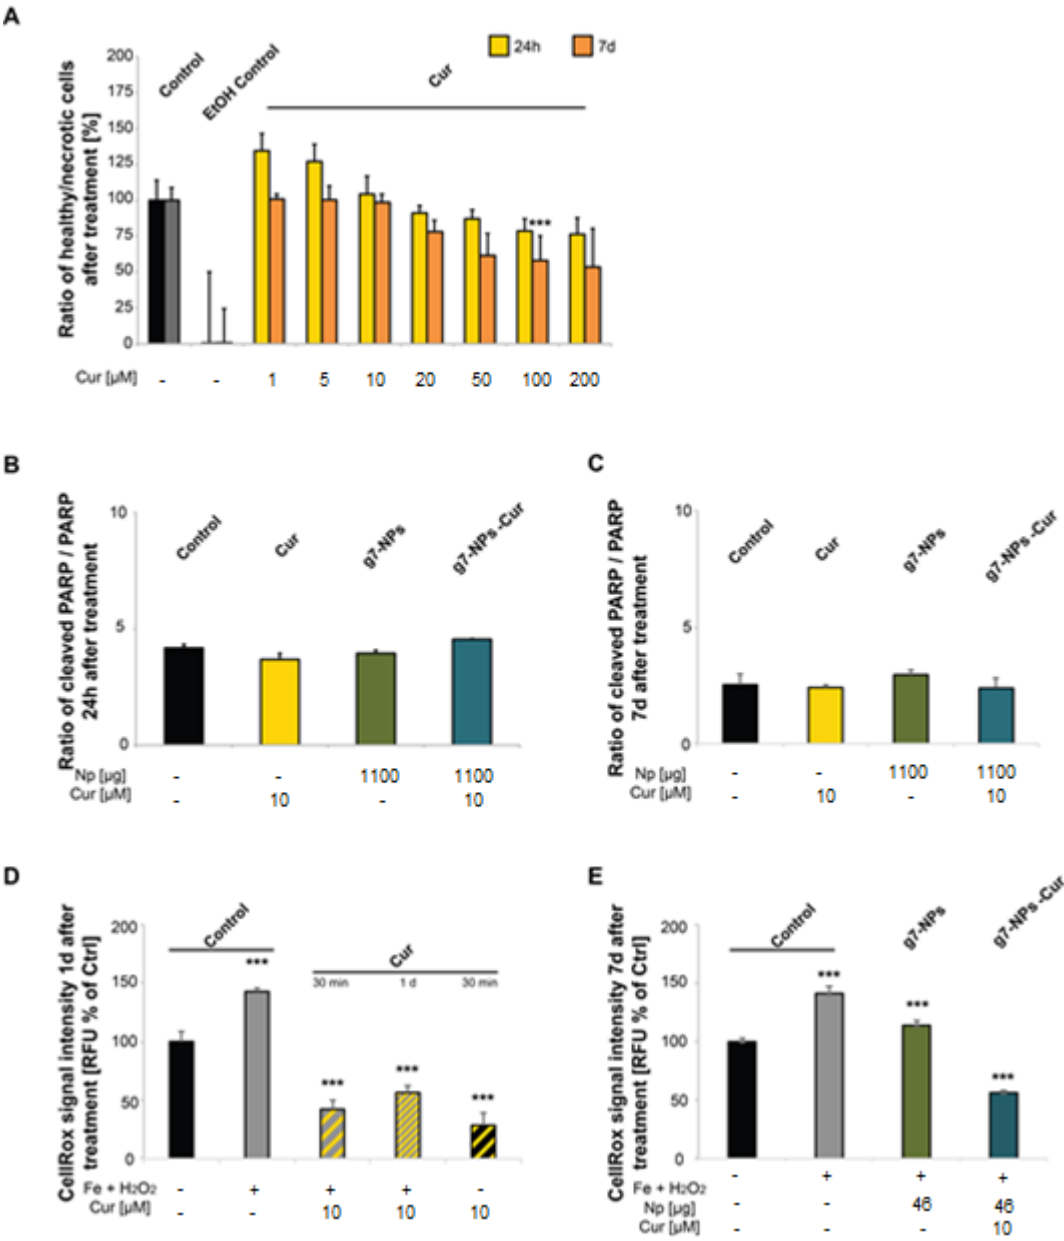 A
24h 7d
Control
EtOH Control
Cur
Ratio of healthy/necrotic cells
after treatment [%]
200
175
150
125
100
75
50
25
0
***
Cur [µM] - - 1 5 10 20 50 100 200
B
Ratio of cleaved PARP / PARP
24h after treatment
10
5
0
Control
Cur
g7-NPs
g7-NPs-Cur
Np [µg] - - 1100 1100
Cur [µM] - 10 - 10
C
Ratio of cleaved PARP / PARP
7d after treatment
10
5
0
Control
Cur
g7-NPs
g7-NPs-Cur
Np [µg] - - 1100 1100
Cur [µM] - 10 - 10
D
CellRox signal intensity 1d after
treatment [RFU % of Ctrl]
200
150
100
50
0
Control
Cur
30 min 1 d 30 min
*** *** *** ***
Fe + H2O2 - + + + -
Cur [µM] - - 10 10 10
E
CellRox signal intensity 7d after
treatment [RFU % of Ctrl]
200
150
100
50
0
Control
g7-NPs
g7-NPs-Cur
*** *** ***
Fe + H2O2 - + + +
Np [µg] - - 46 46
Cur [µM] - - - 10